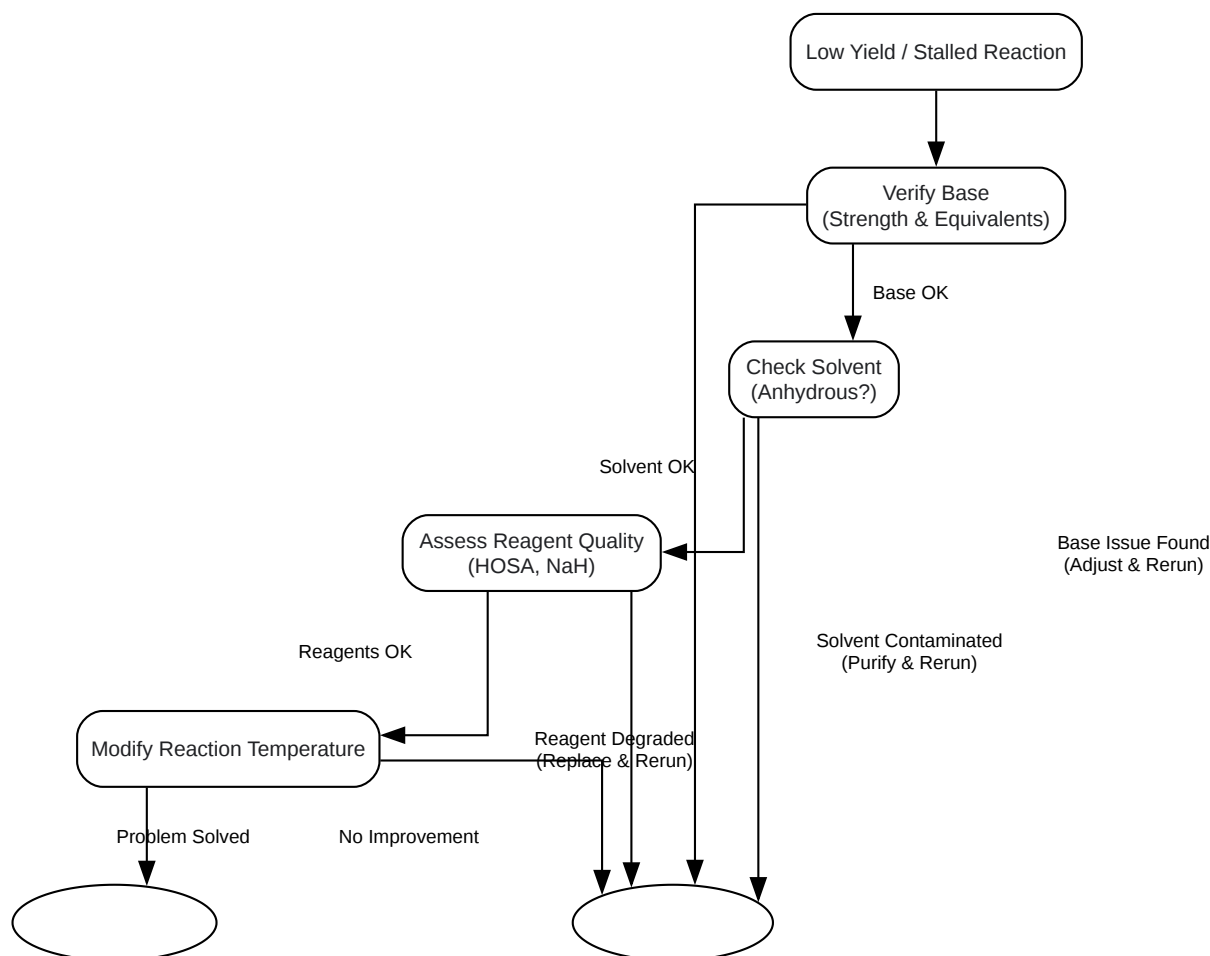 Low Yield / Stalled Reaction
Verify Base
(Strength & Equivalents)
Base OK
Check Solvent
(Anhydrous?)
Solvent OK
Assess Reagent Quality
(HOSA, NaH)
Base Issue Found
(Adjust & Rerun)
Reagents OK
Solvent Contaminated
(Purify & Rerun)
Modify Reaction Temperature
Reagent Degraded
(Replace & Rerun)
Problem Solved
No Improvement